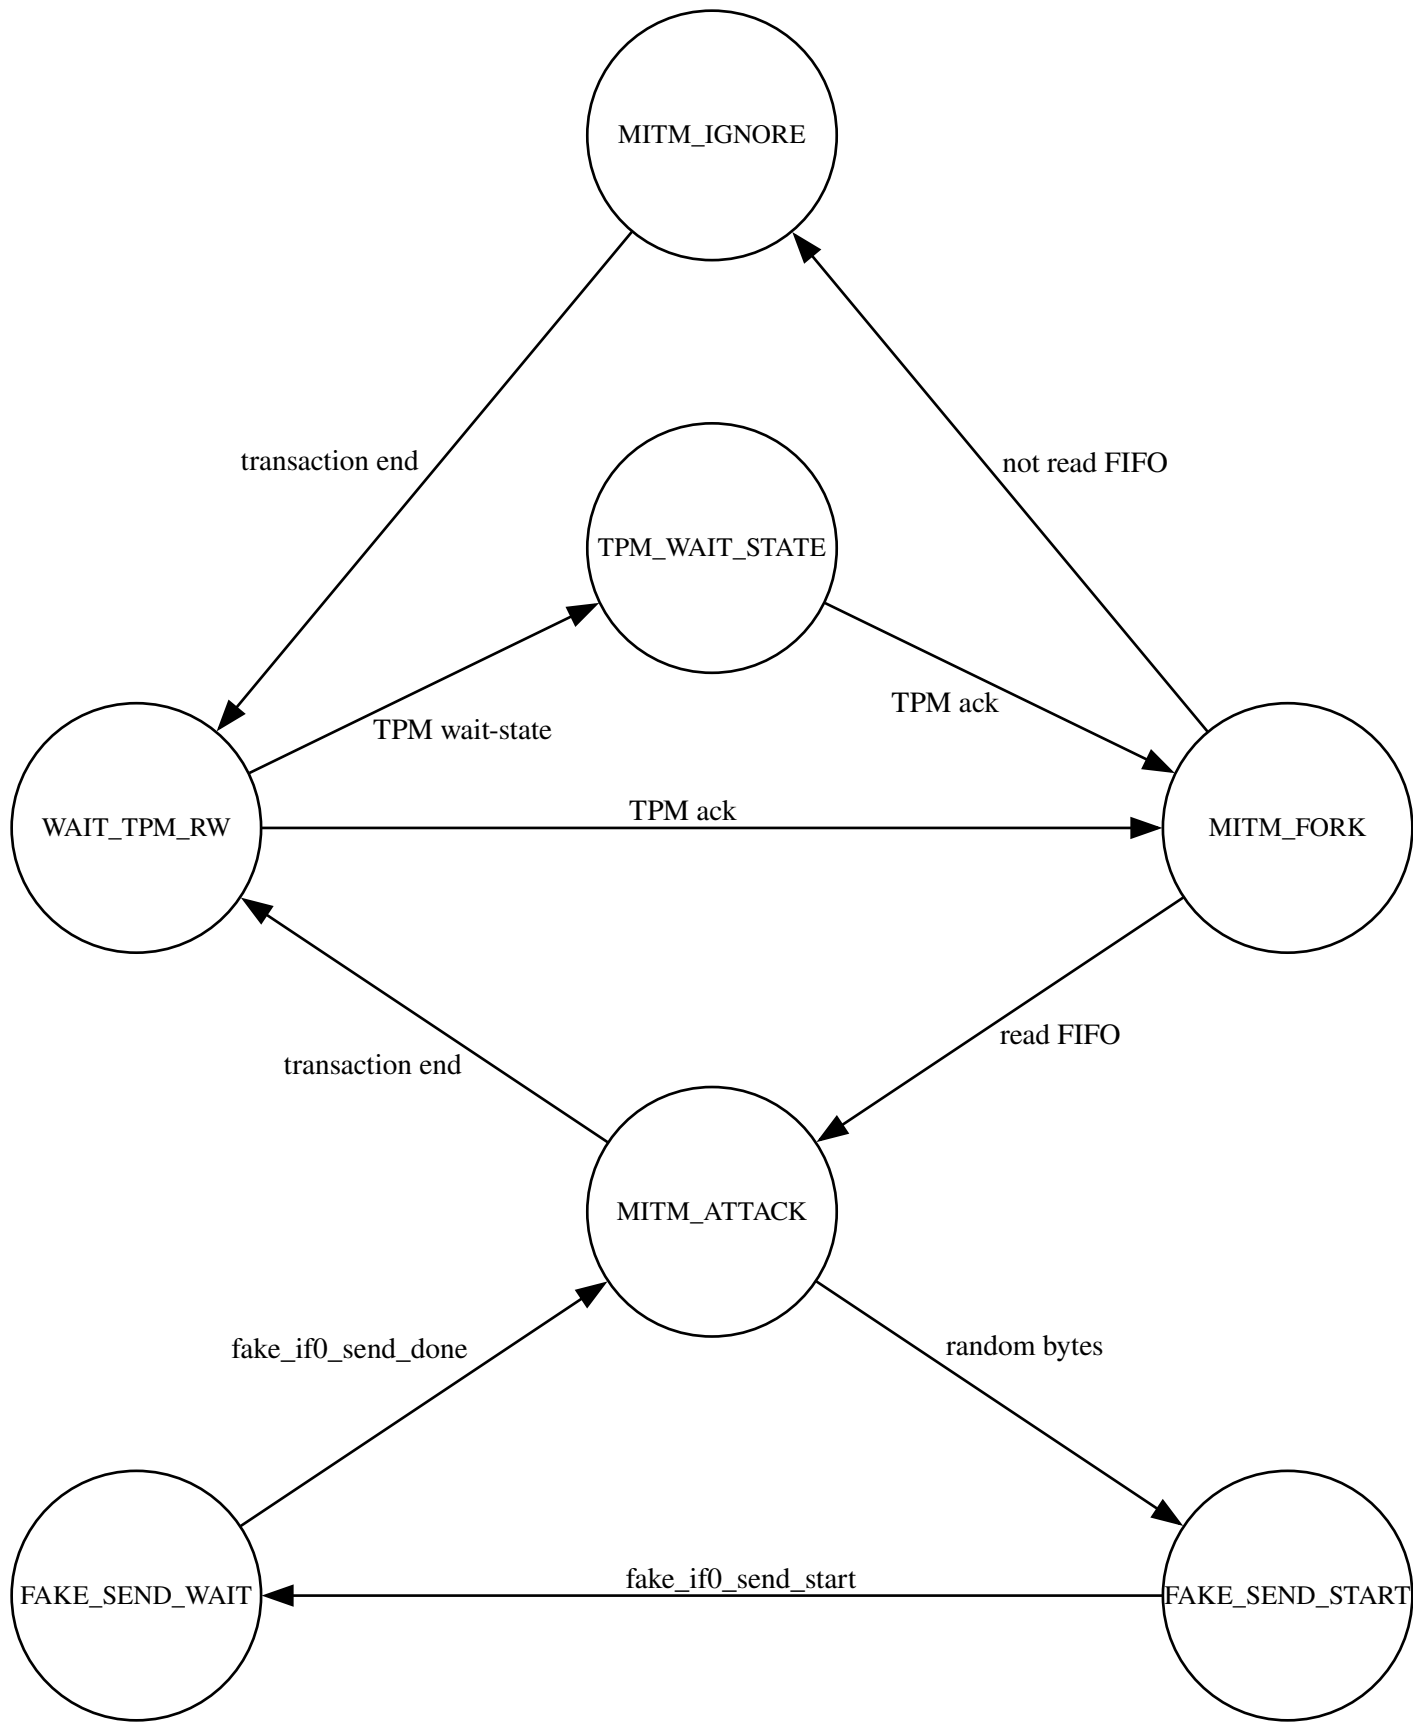 MITM_IGNORE
transaction end
not read FIFO
TPM_WAIT_STATE
TPM ack
TPM wait-state
TPM ack
WAIT_TPM_RW
MITM_FORK
read FIFO
transaction end
MITM_ATTACK
fake_if0_send_done
random bytes
fake_if0_send_start
FAKE_SEND_WAIT
FAKE_SEND_START